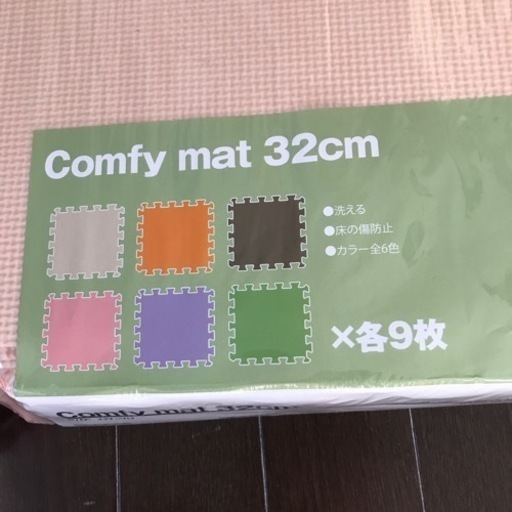 Comfy mat 32cm
●洗える
●床の傷防止
●カラー全6色
×各9枚
Comfy mat 32cm